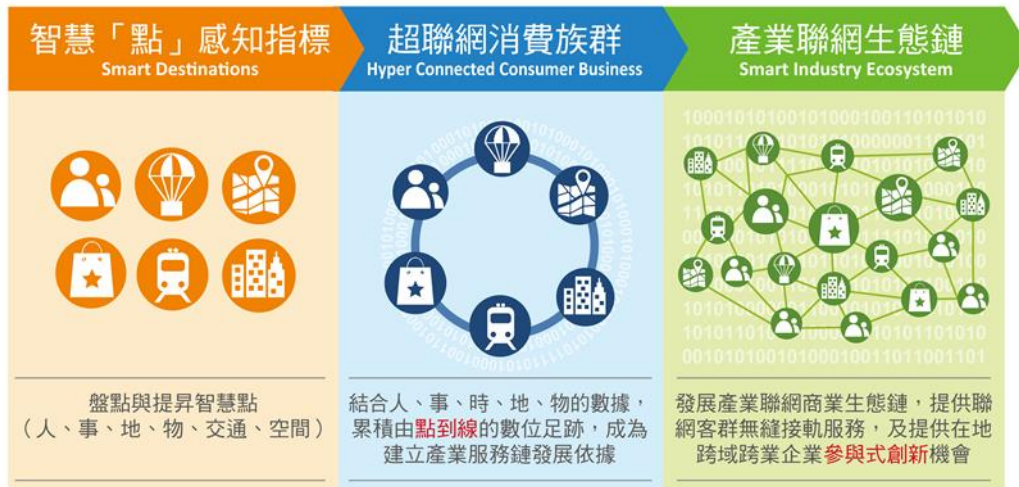 智慧「點」感知指標
Smart Destinations
盤點與提昇智慧點
（人、事、地、物、交通、空間）
超聯網消費族群
Hyper Connected Consumer Business
結合人、事、時、地、物的數據，
累積由點到線的數位足跡，成為
建立產業服務鏈發展依據
產業聯網生態鏈
Smart Industry Ecosystem
發展產業聯網商業生態鏈，提供聯
網客群無縫接軌服務，及提供在地
跨域跨業企業參與式創新機會